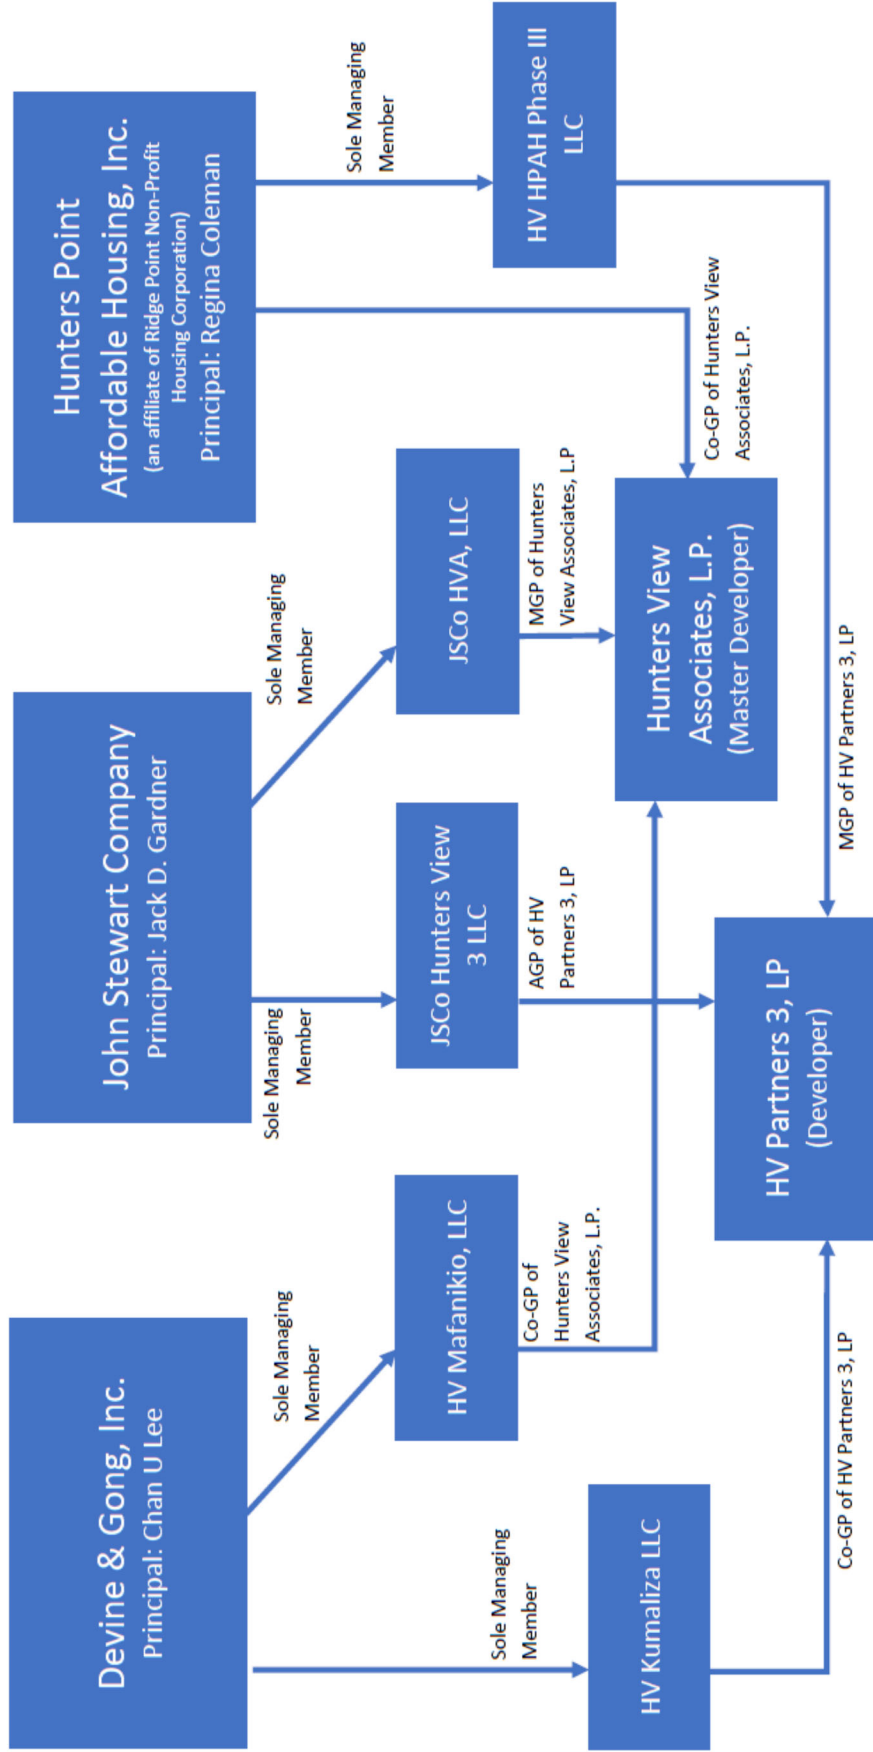 Devine & Gong, Inc.
Principal: Chan U Lee
John Stewart Company
Principal: Jack D. Gardner
Hunters Point
Affordable Housing, Inc.
(an affiliate of Ridge Point Non-Profit
Housing Corporation)
Principal: Regina Coleman
Sole Managing
Member
Sole Managing
Member
Sole Managing
Member
Sole Managing
Member
Sole Managing
Member
HV Kumaliza LLC
HV Mafanikio, LLC
JSCo Hunters View
3 LLC
JSCo HVA, LLC
HV HPAH Phase III
LLC
Co-GP of
Hunters View
Associates, L.P.
AGP of HV
Partners 3, LP
MGP of Hunters
View Associates, L.P
Co-GP of Hunters View
Associates, L.P.
Hunters View
Associates, L.P.
(Master Developer)
HV Partners 3, LP
(Developer)
Co-GP of HV Partners 3, LP
MGP of HV Partners 3, LP